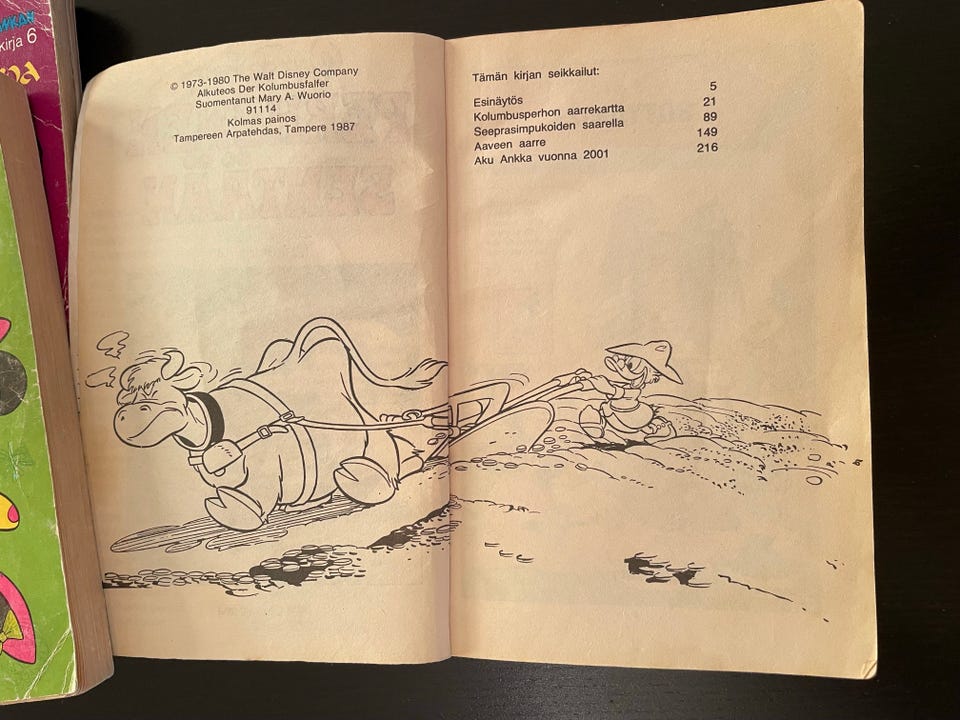 kirja 6
© 1973-1980 The Walt Disney Company
Alkuteos Der Kolumbusfalfer
Suomentanut Mary A. Wuorio
91114
Kolmas painos
Tampereen Arpatehdas, Tampere 1987
Tämän kirjan seikkailut:
Esinäytös 5
Kolumbusperhon aarrekartta 21
Seeprasimpukoiden saarella 89
Aaveen aarre 149
Aku Ankka vuonna 2001 216